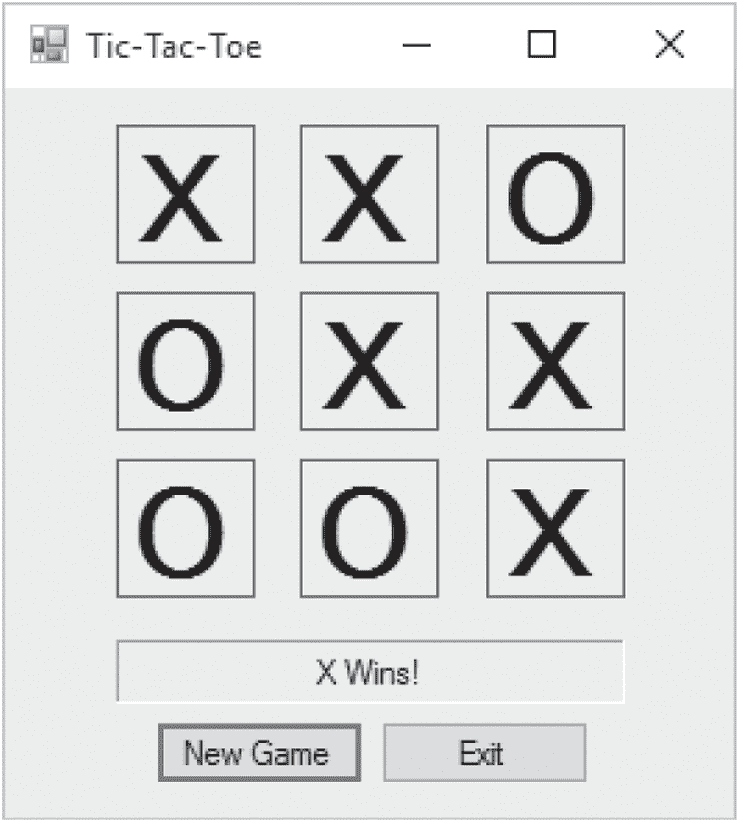 Tic-Tac-Toe
X X O
O X X
O O X
X Wins!
New Game Exit